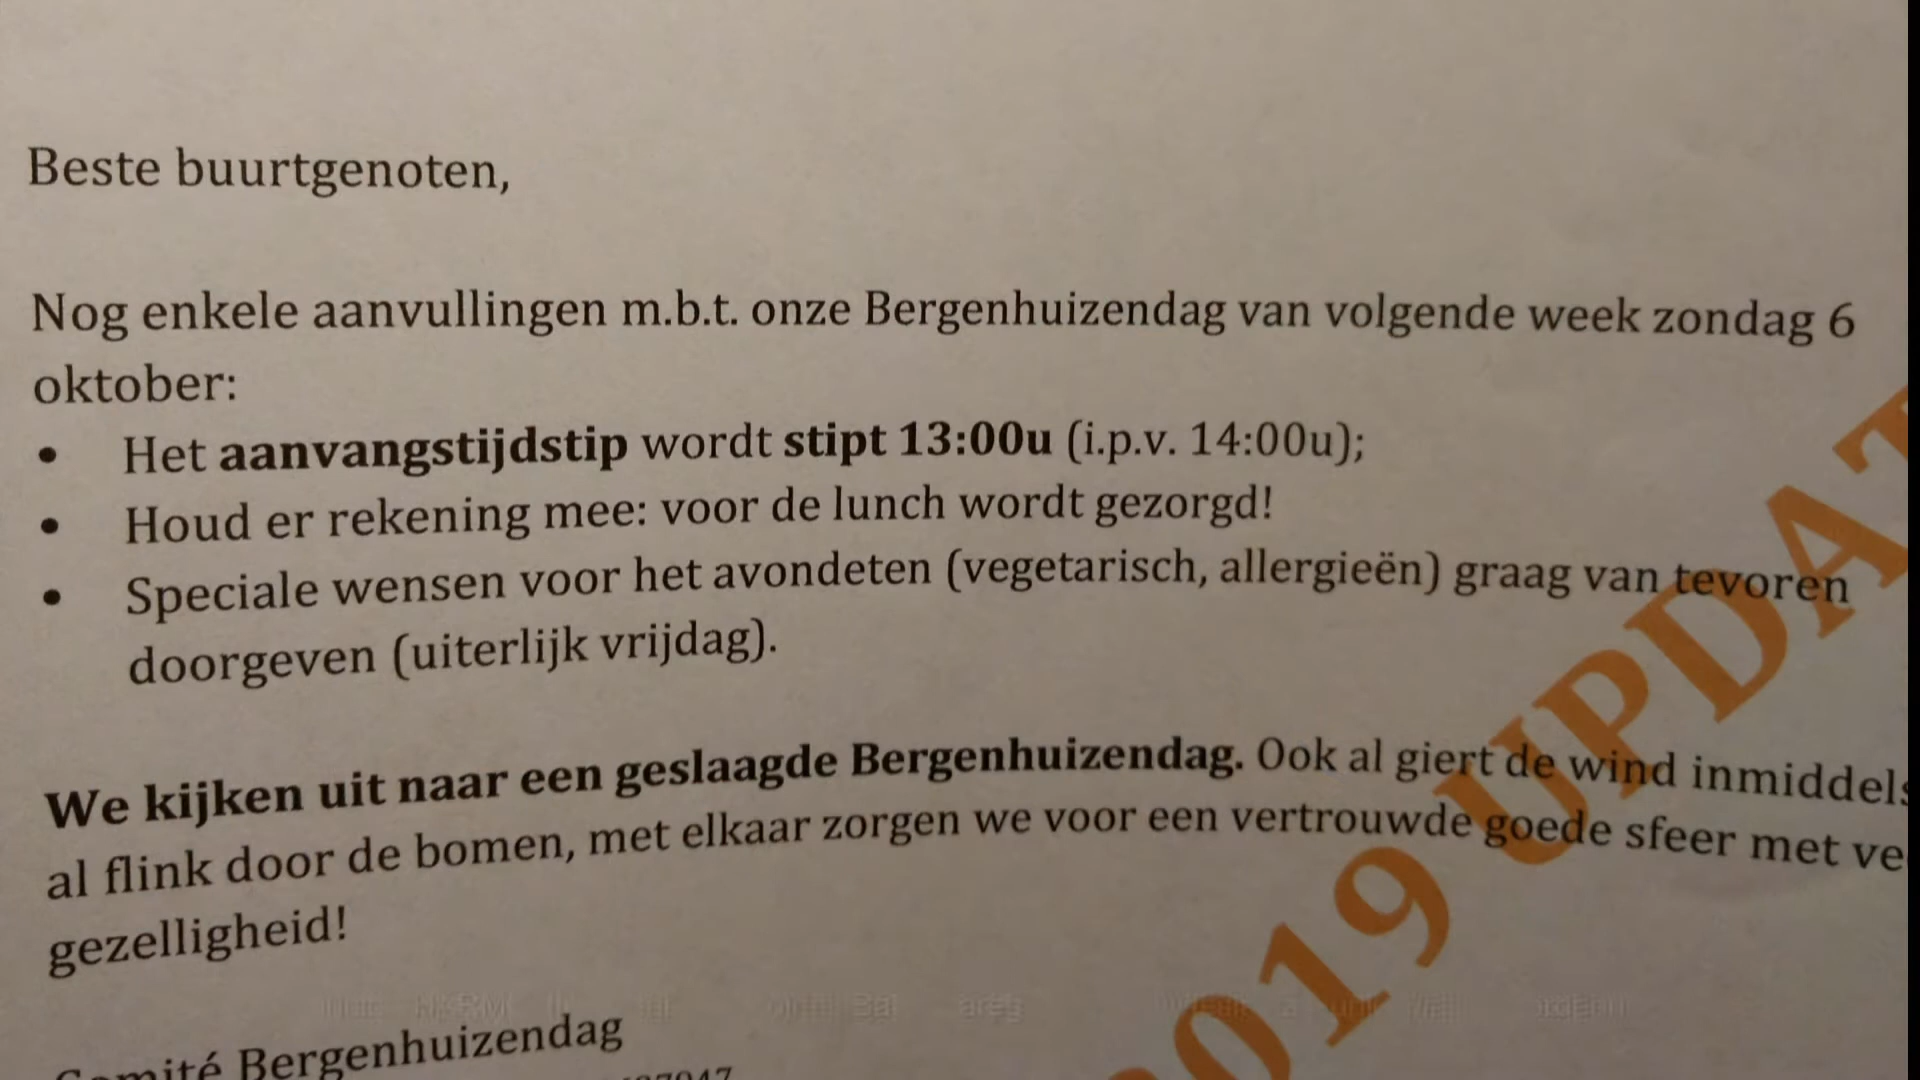 Beste buurtgenoten,
Nog enkele aanvullingen m.b.t. onze Bergenhuizendag van volgende week zondag 6
oktober:
• Het aanvangstijdstip wordt stipt 13:00u (i.p.v. 14:00u);
• Houd er rekening mee: voor de lunch wordt gezorgd!
• Speciale wensen voor het avondeten (vegetarisch, allergieën) graag van tevoren
doorgeven (uiterlijk vrijdag).
We kijken uit naar een geslaagde Bergenhuizendag. Ook al giert de wind inmiddels
al flink door de bomen, met elkaar zorgen we voor een vertrouwde goede sfeer met
gezelligheid!
Comité Bergenhuizendag
019 UPDAT